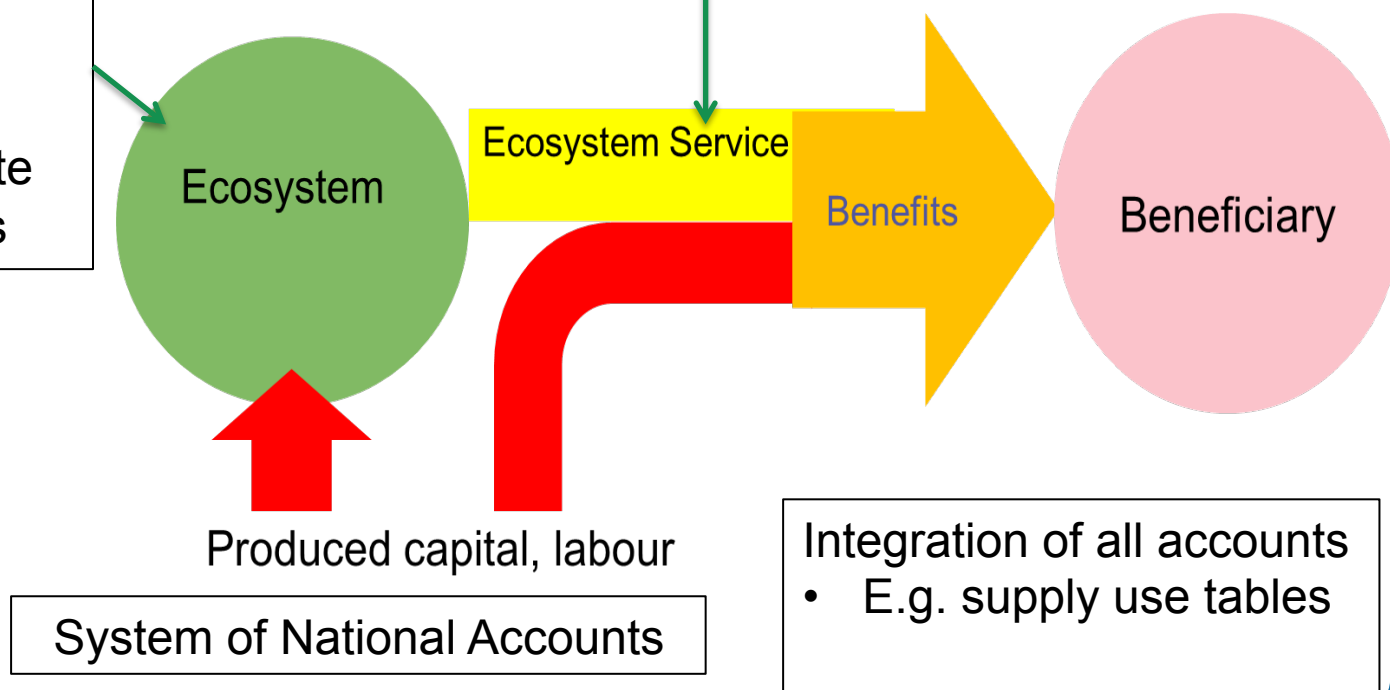 Ecosystem
Ecosystem Service
Benefits
Beneficiary
Produced capital, labour
System of National Accounts
Integration of all accounts
• E.g. supply use tables